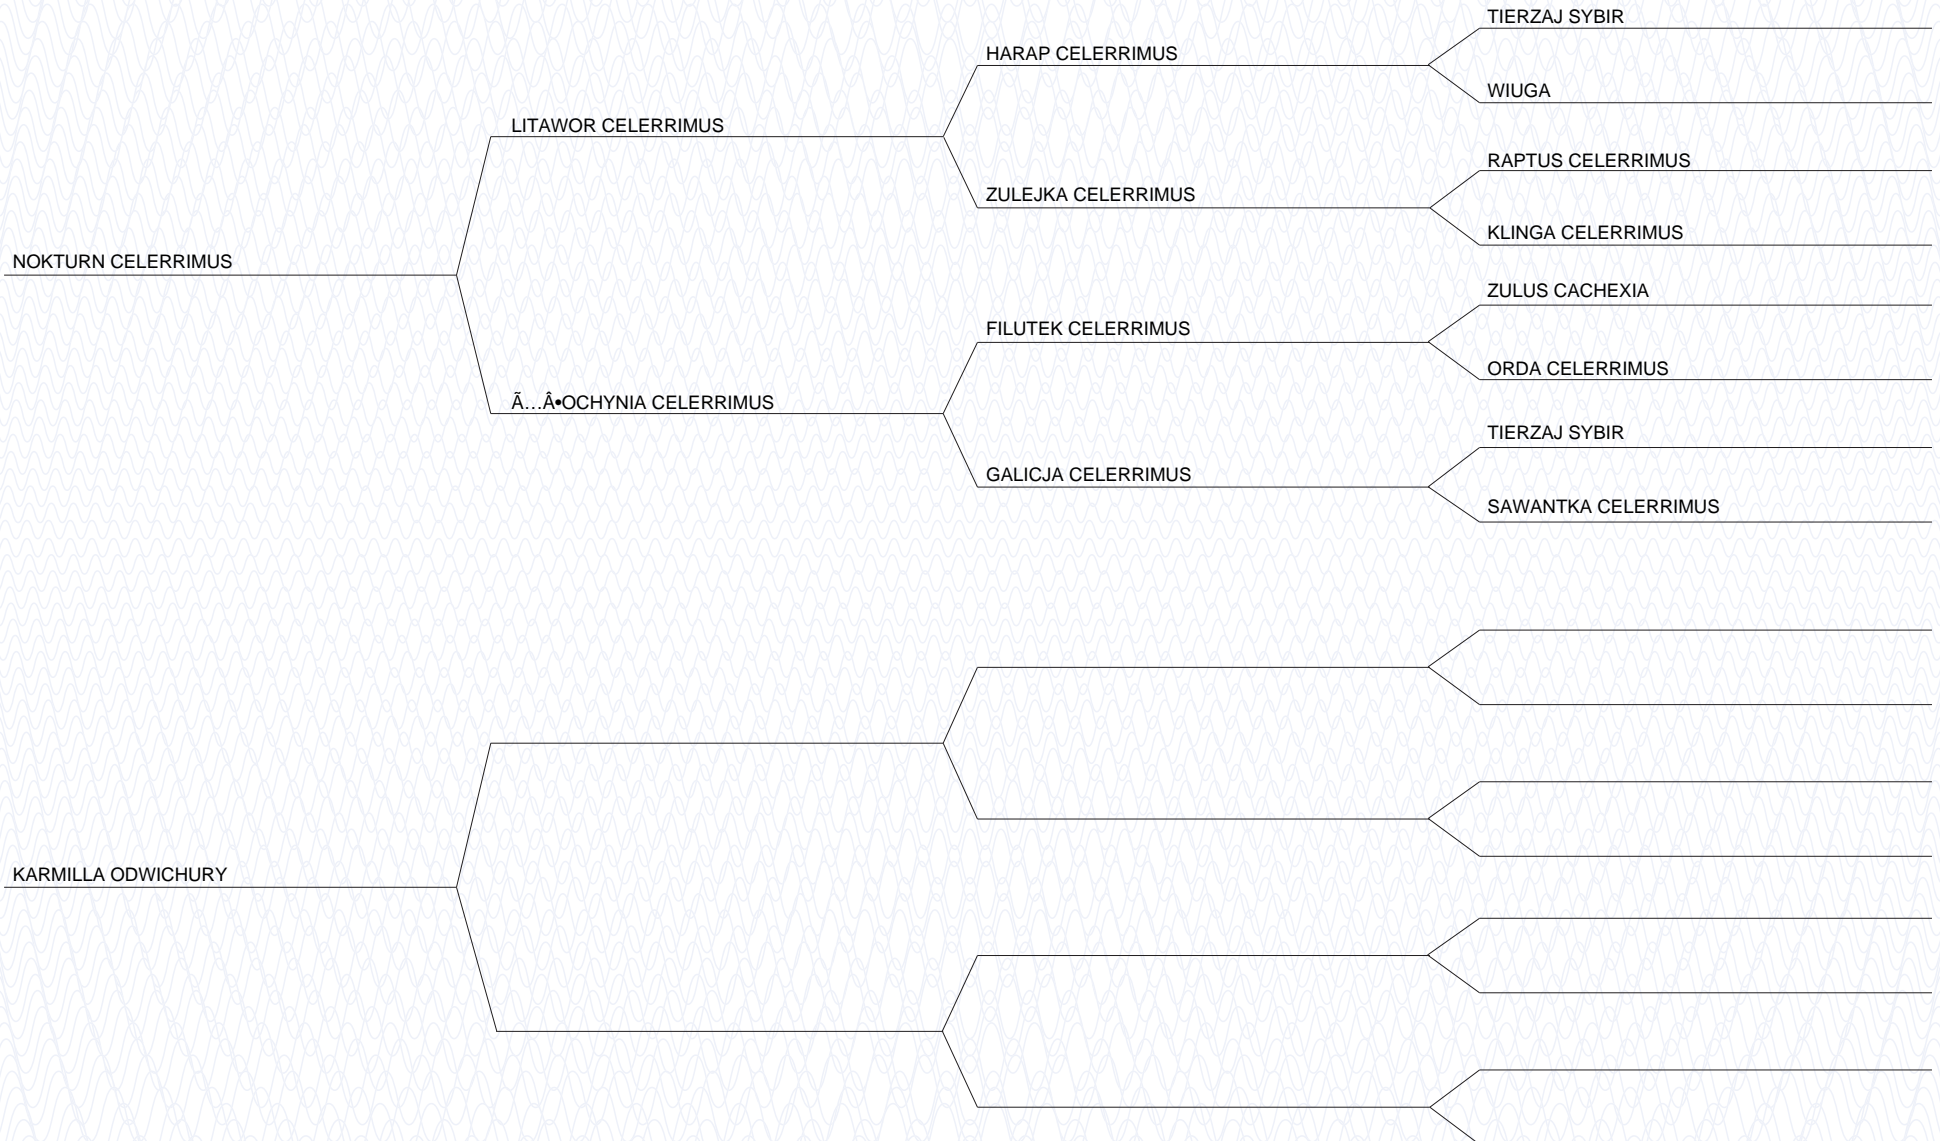 TIERZAJ SYBIR
HARAP CELERRIMUS
WIUGA
LITAWOR CELERRIMUS
RAPTUS CELERRIMUS
ZULEJKA CELERRIMUS
KLINGA CELERRIMUS
NOKTURN CELERRIMUS
ZULUS CACHEXIA
FILUTEK CELERRIMUS
ORDA CELERRIMUS
Ã…Â•OCHYNIA CELERRIMUS
TIERZAJ SYBIR
GALICJA CELERRIMUS
SAWANTKA CELERRIMUS
KARMILLA ODWICHURY